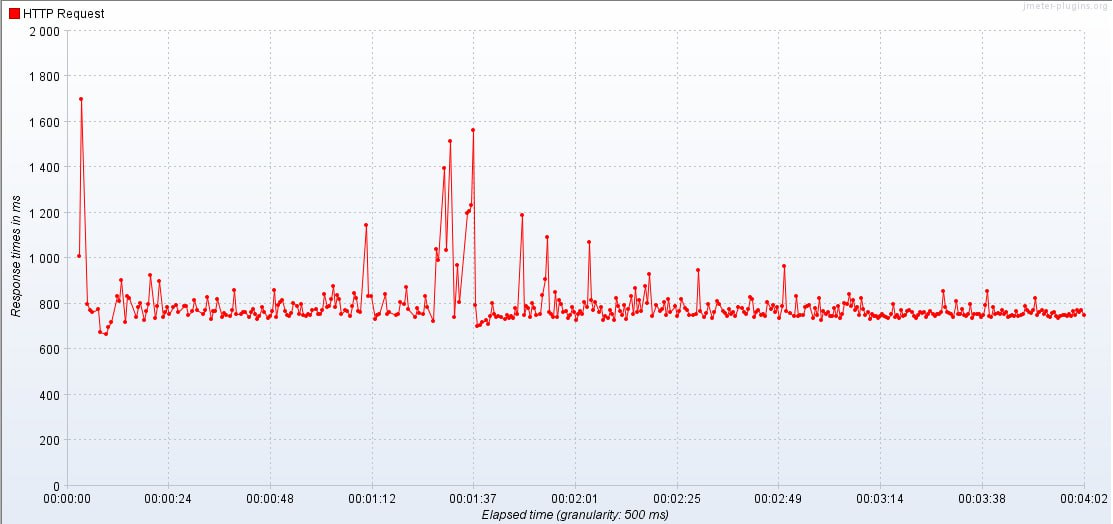 jmeter-plugins.org
HTTP Request
2 000
1 800
1 600
1 400
1 200
1 000
800
600
400
200
0
Response times in ms
00:00:00 00:00:24 00:00:48 00:01:12 00:01:37 00:02:01 00:02:25 00:02:49 00:03:14 00:03:38 00:04:02
Elapsed time (granularity: 500 ms)